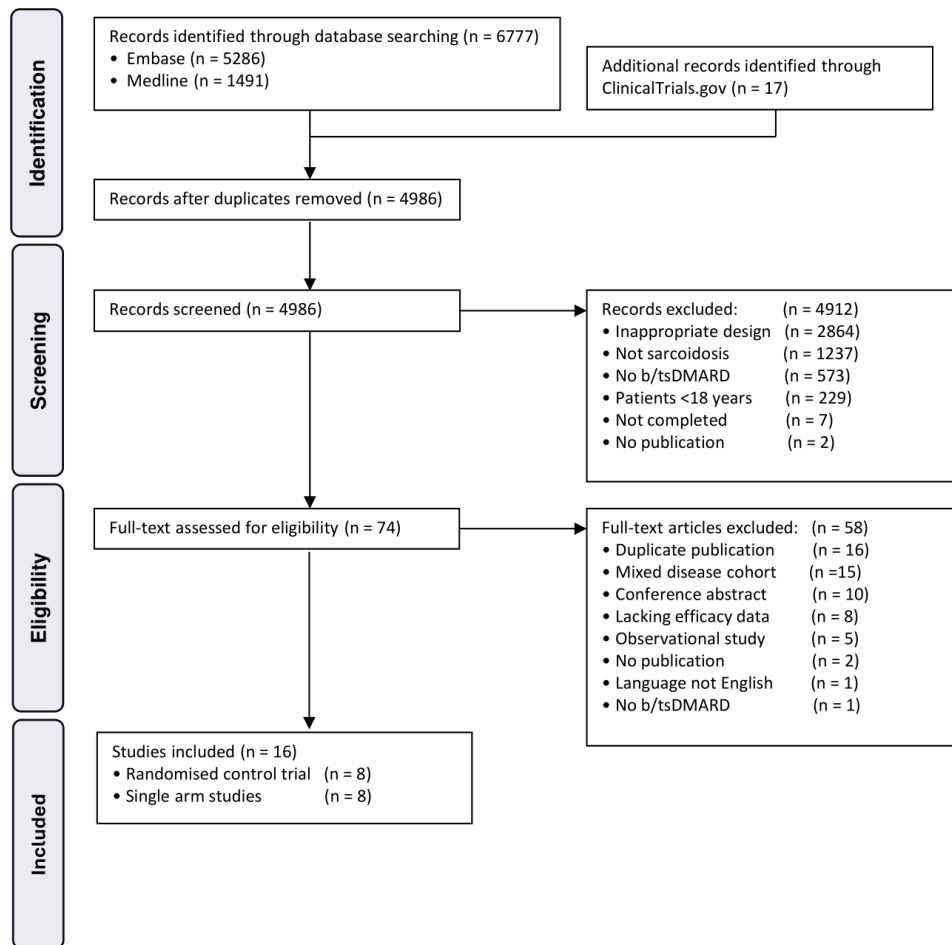 Identification
Records identified through database searching (n = 6777)
• Embase (n = 5286)
• Medline (n = 1491)
Additional records identified through
ClinicalTrials.gov (n = 17)
Records after duplicates removed (n = 4986)
Screening
Records screened (n = 4986)
Records excluded: (n = 4912)
• Inappropriate design (n = 2864)
• Not sarcoidosis (n = 1237)
• No b/tsDMARD (n = 573)
• Patients <18 years (n = 229)
• Not completed (n = 7)
• No publication (n = 2)
Eligibility
Full-text assessed for eligibility (n = 74)
Full-text articles excluded: (n = 58)
• Duplicate publication (n = 16)
• Mixed disease cohort (n =15)
• Conference abstract (n = 10)
• Lacking efficacy data (n = 8)
• Observational study (n = 5)
• No publication (n = 2)
• Language not English (n = 1)
• No b/tsDMARD (n = 1)
Included
Studies included (n = 16)
• Randomised control trial (n = 8)
• Single arm studies (n = 8)